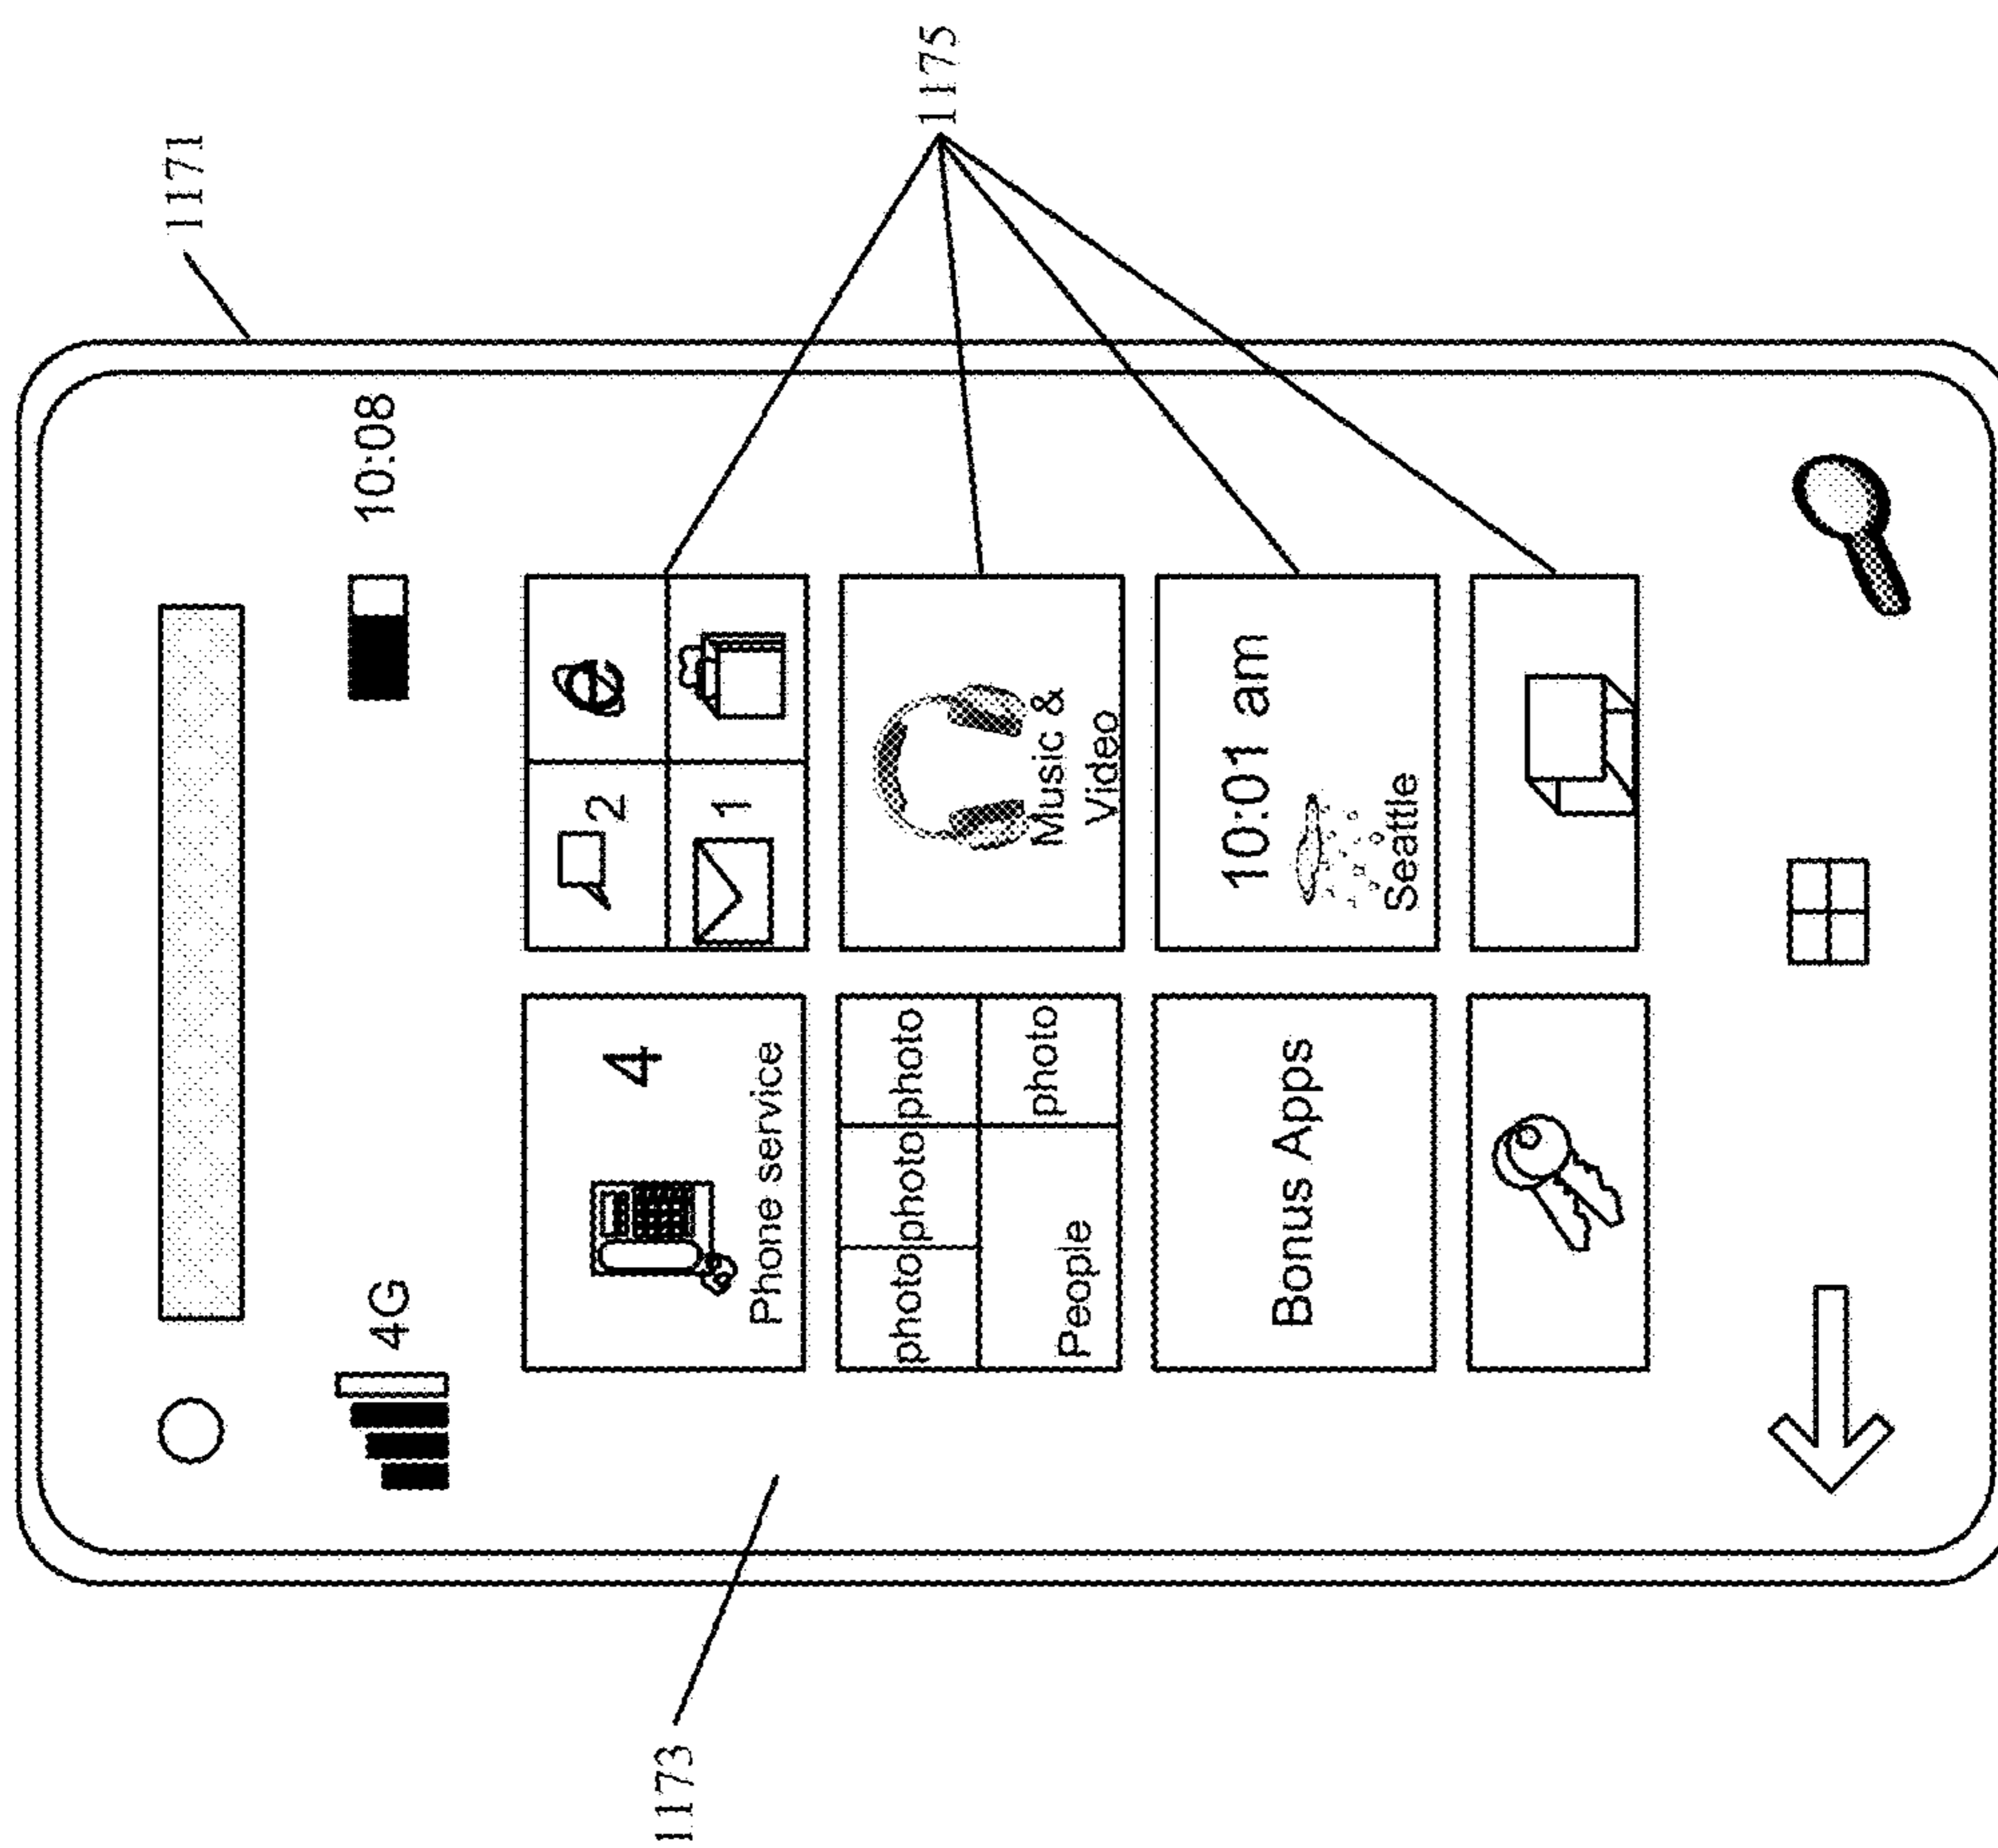 1171
4G 10:08
Phone service 4
2
e
1
photo photo photo
People photo
Music &
Video
1175
Bonus Apps
10:01 am
Seattle
1173